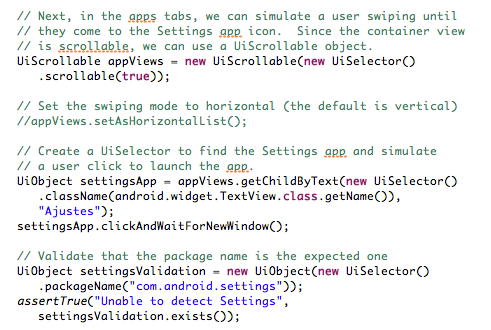 // Next, in the apps tabs, we can simulate a user swiping until
// they come to the Settings app icon.  Since the container view
// is scrollable, we can use a UiScrollable object.
UiScrollable appViews = new UiScrollable(new UiSelector()
   .scrollable(true));

// Set the swiping mode to horizontal (the default is vertical)
//appViews.setAsHorizontalList();

// Create a UiSelector to find the Settings app and simulate
// a user click to launch the app.
UiObject settingsApp = appViews.getChildByText(new UiSelector()
   .className(android.widget.TextView.class.getName()),
   "Ajustes");
settingsApp.clickAndWaitForNewWindow();

// Validate that the package name is the expected one
UiObject settingsValidation = new UiObject(new UiSelector()
   .packageName("com.android.settings"));
assertTrue("Unable to detect Settings",
   settingsValidation.exists());